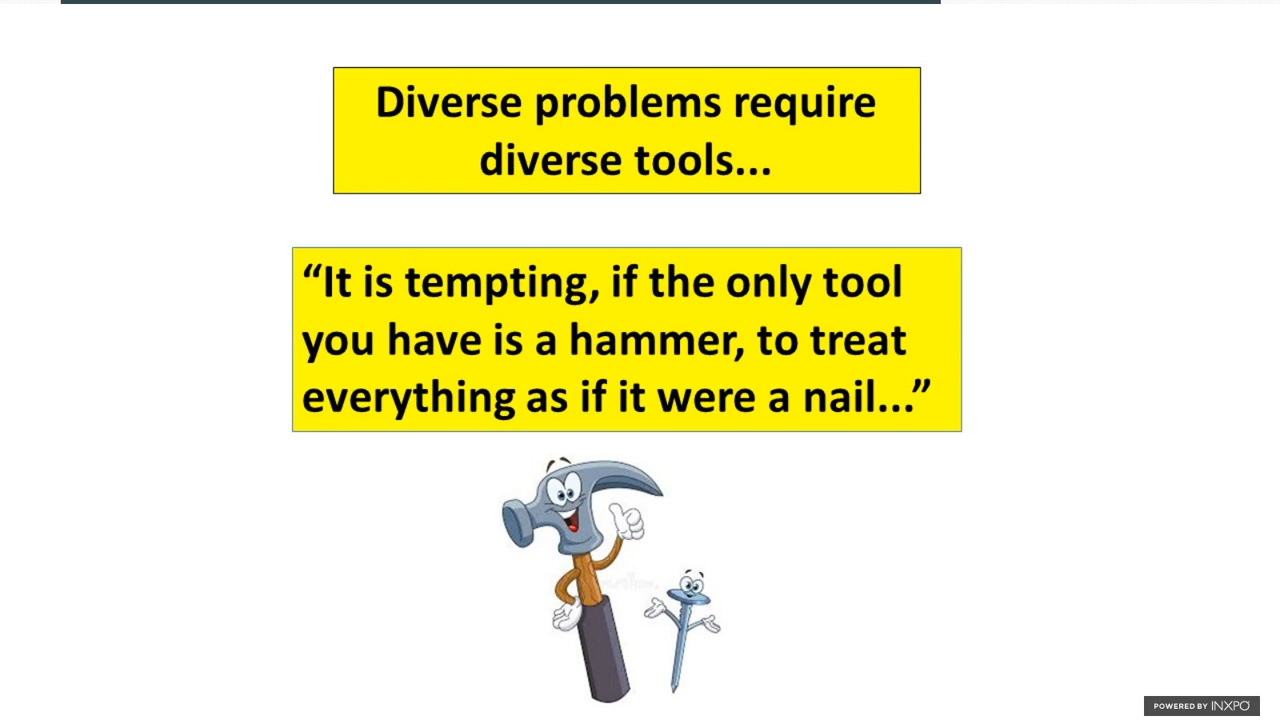 Diverse problems require
diverse tools...
“It is tempting, if the only tool
you have is a hammer, to treat
everything as if it were a nail...”
POWERED BY INXPO